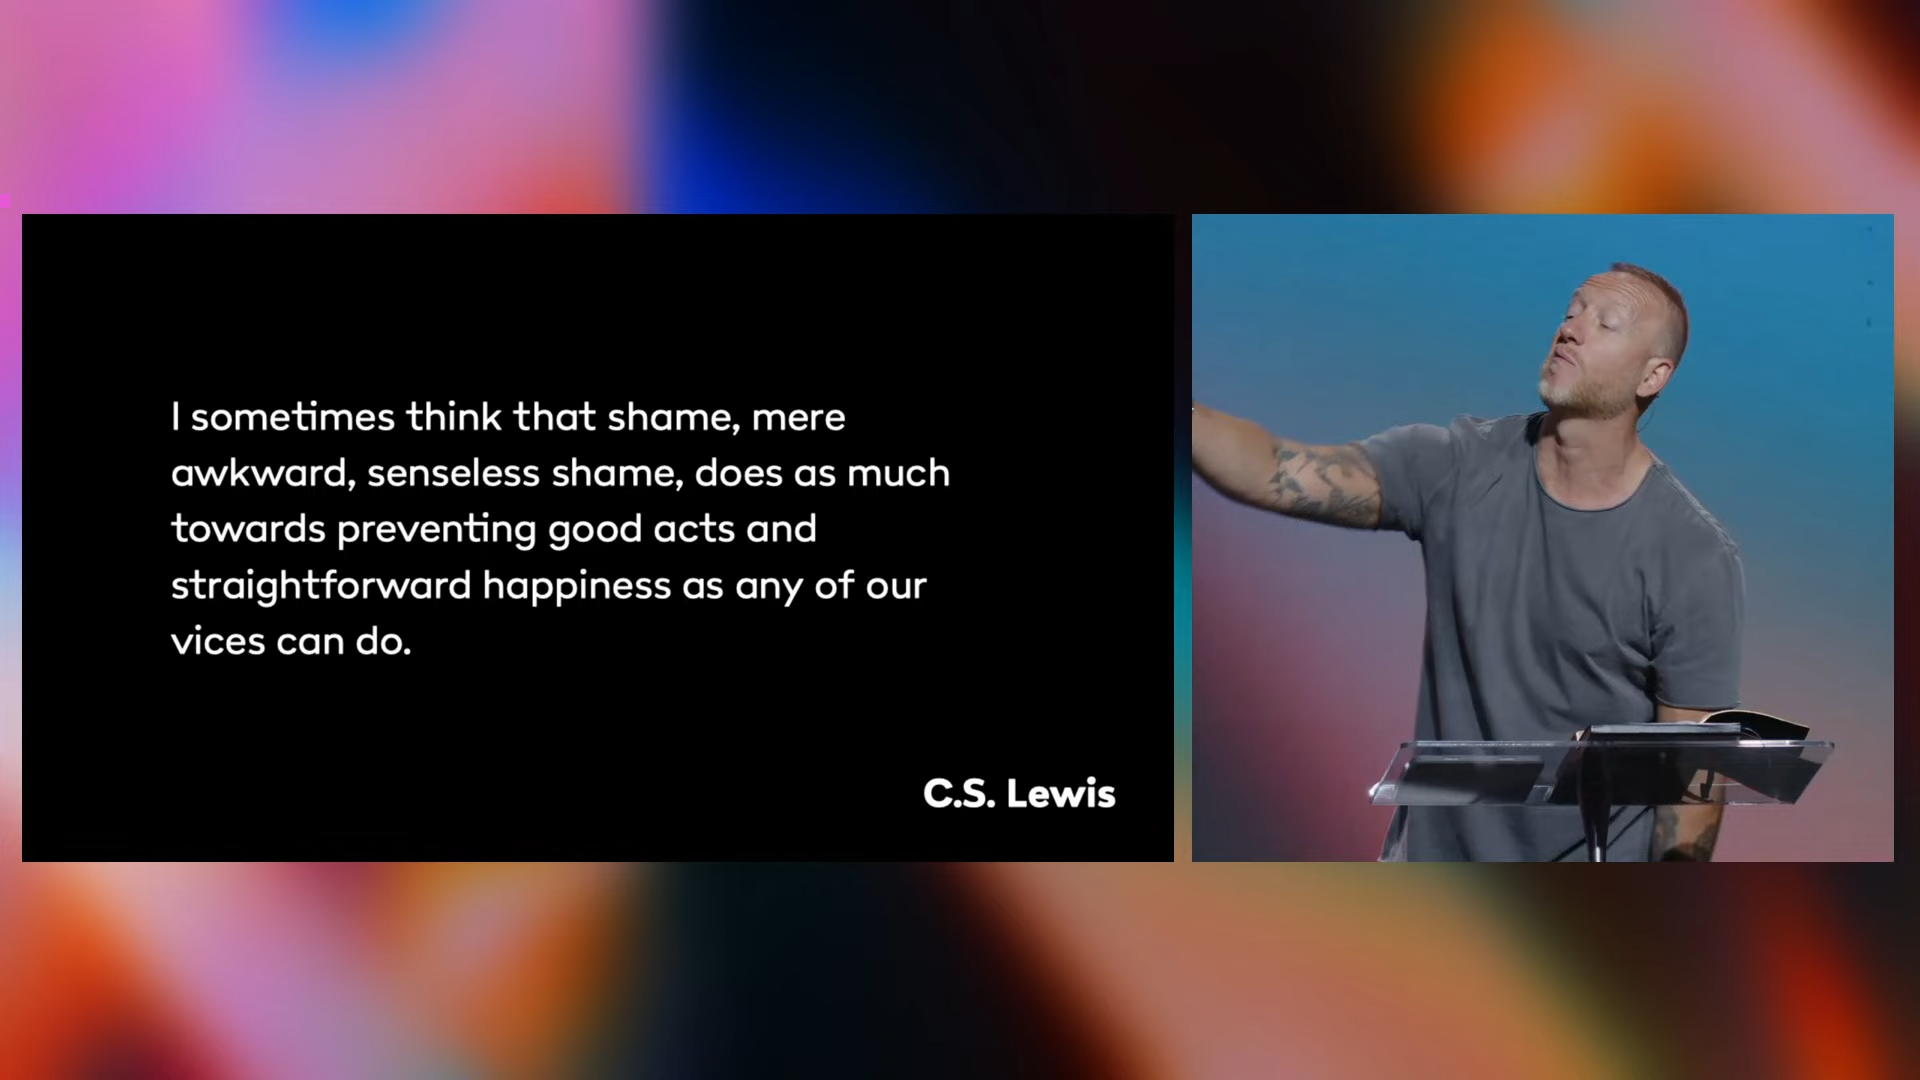 I sometimes think that shame, mere
awkward, senseless shame, does as much
towards preventing good acts and
straightforward happiness as any of our
vices can do.
C.S. Lewis